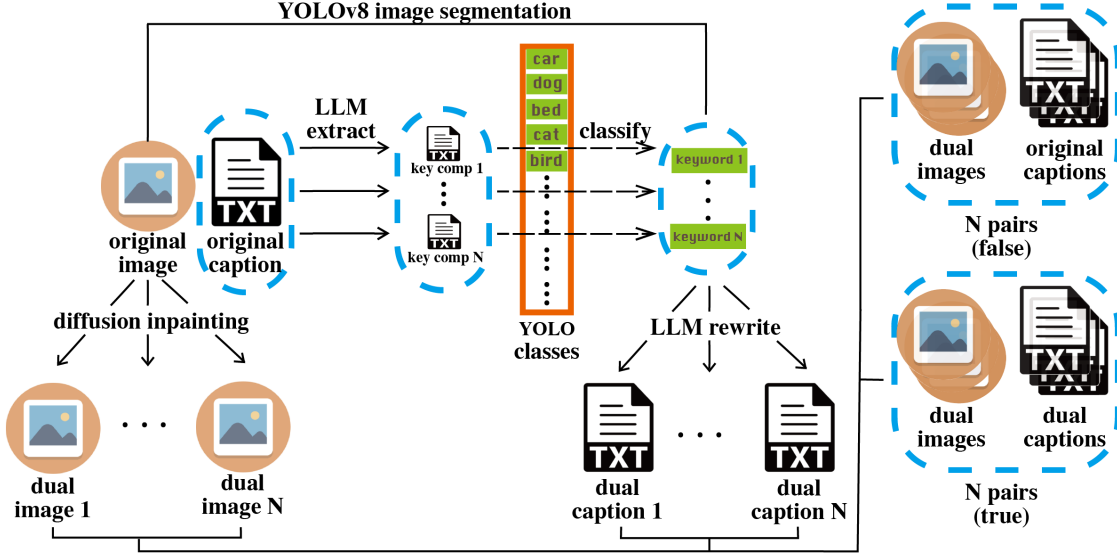 YOLOv8 image segmentation
LLM
extract
car
dog
bed
cat
bird
classify
TXT
original
image
TXT
original
caption
TXT
key comp 1
TXT
key comp N
keyword 1
keyword N
YOLO
classes
diffusion inpainting
LLM rewrite
dual
image 1
dual
image N
TXT
dual
caption 1
TXT
dual
caption N
dual
images
TXT
TXT
original
captions
N pairs
(false)
dual
images
TXT
TXT
dual
captions
N pairs
(true)